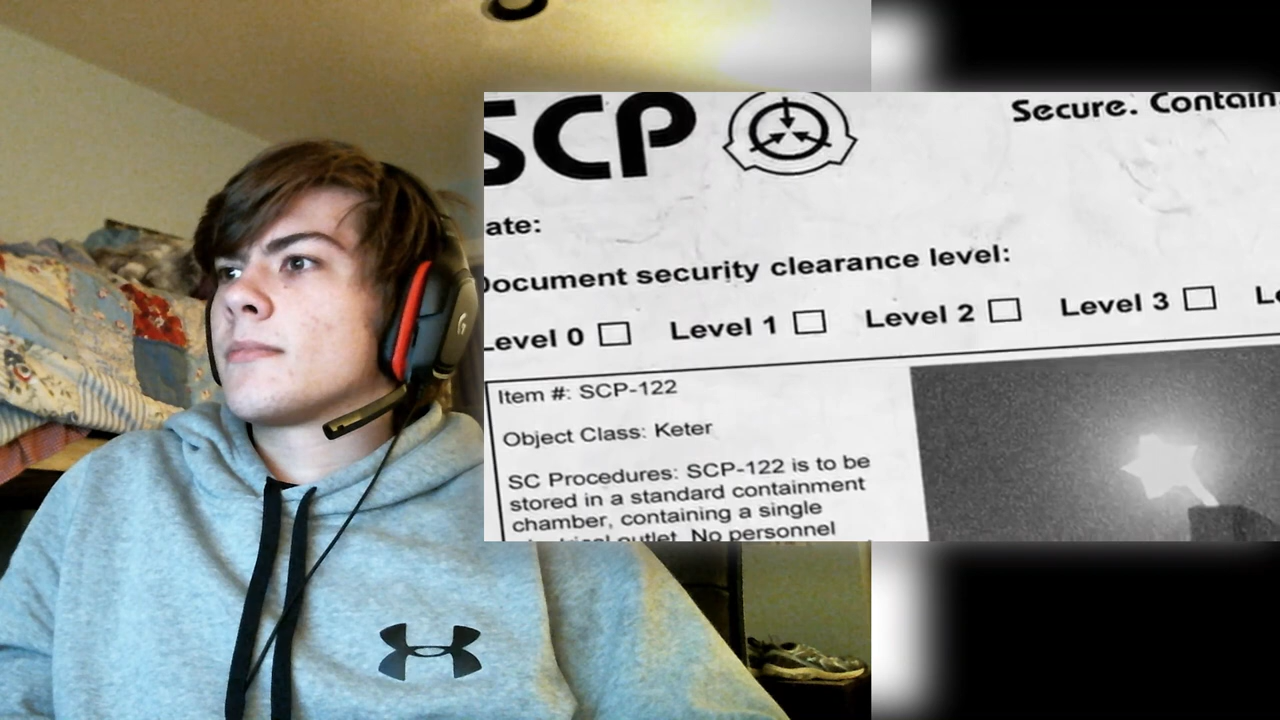 SCP
Secure. Contain.
ate:
Document security clearance level:
Level 0 Level 1 Level 2 Level 3
Item #: SCP-122
Object Class: Keter
SC Procedures: SCP-122 is to be
stored in a standard containment
chamber, containing a single
electrical outlet. No personnel
G